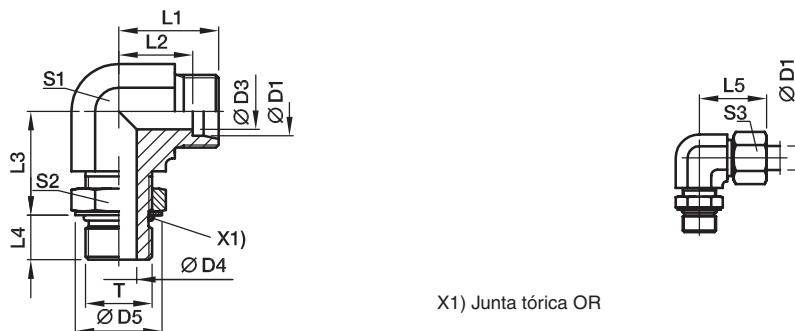 L1
L2
S1
Ø D3
Ø D1
L3
S2
L4
X1)
Ø D4
T
Ø D5
L5
S3
Ø D1
X1) Junta tórica OR